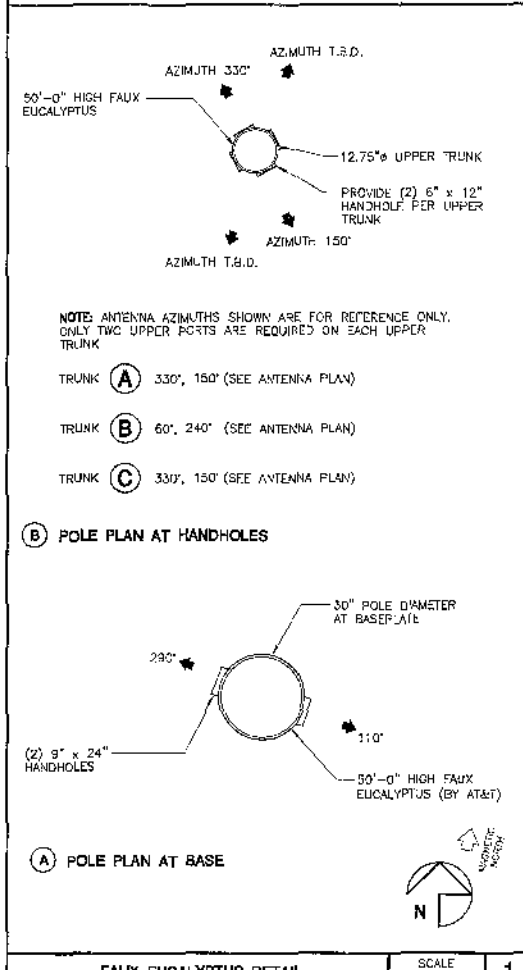 AZIMUTH T.B.D.
AZIMUTH 330°
50'-0" HIGH FAUX
EUCALYPTUS
12.75"ø UPPER TRUNK
PROVIDE (2) 6" x 12"
HANDHOLE PER UPPER
TRUNK
AZIMUTH 150°
AZIMUTH T.B.D.
NOTE: ANTENNA AZIMUTHS SHOWN ARE FOR REFERENCE ONLY.
ONLY TWO UPPER PORTS ARE REQUIRED ON EACH UPPER
TRUNK
TRUNK A 330°, 150° (SEE ANTENNA PLAN)
TRUNK B 60°, 240° (SEE ANTENNA PLAN)
TRUNK C 330°, 150° (SEE ANTENNA PLAN)
B POLE PLAN AT HANDHOLES
30" POLE DIAMETER
AT BASEPLATE
290°
110°
(2) 9" x 24"
HANDHOLES
50'-0" HIGH FAUX
EUCALYPTUS (BY AT&T)
A POLE PLAN AT BASE
MAGNETIC
NORTH
N
FAUX EUCALYPTUS DETAIL
SCALE